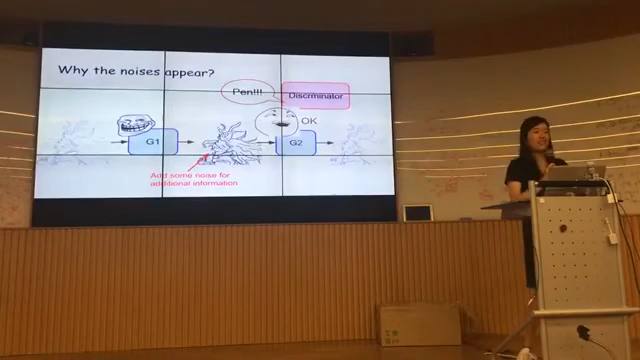 Why the noises appear?
Pen!!!
Discrminator
G1
OK
G2
Add some noise for
additional information